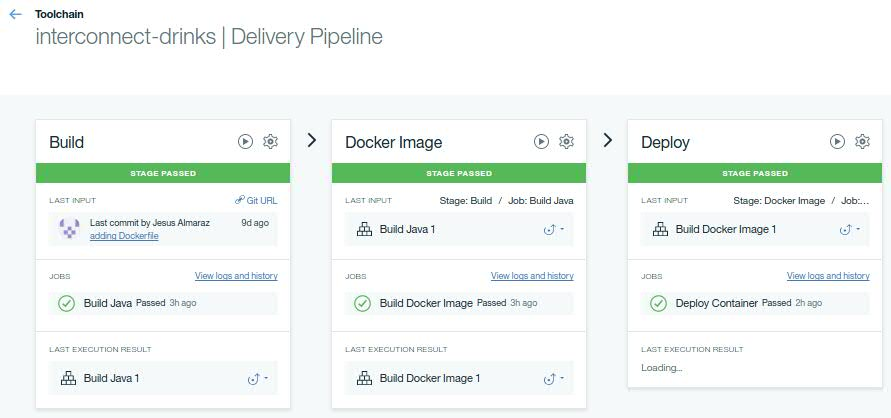 Toolchain
interconnect-drinks | Delivery Pipeline
Build
STAGE PASSED
LAST INPUT
Git URL
Last commit by Jesus Almaraz
9d ago
adding Dockerfile
JOBS
View logs and history
Build Java Passed 3h ago
LAST EXECUTION RESULT
Build Java 1
Docker Image
STAGE PASSED
LAST INPUT
Stage: Build / Job: Build Java
Build Java 1
JOBS
View logs and history
Build Docker Image Passed 3h ago
LAST EXECUTION RESULT
Build Docker Image 1
Deploy
STAGE PASSED
LAST INPUT
Stage: Docker Image / Job:...
Build Docker Image 1
JOBS
View logs and history
Deploy Container Passed 2h ago
LAST EXECUTION RESULT
Loading...